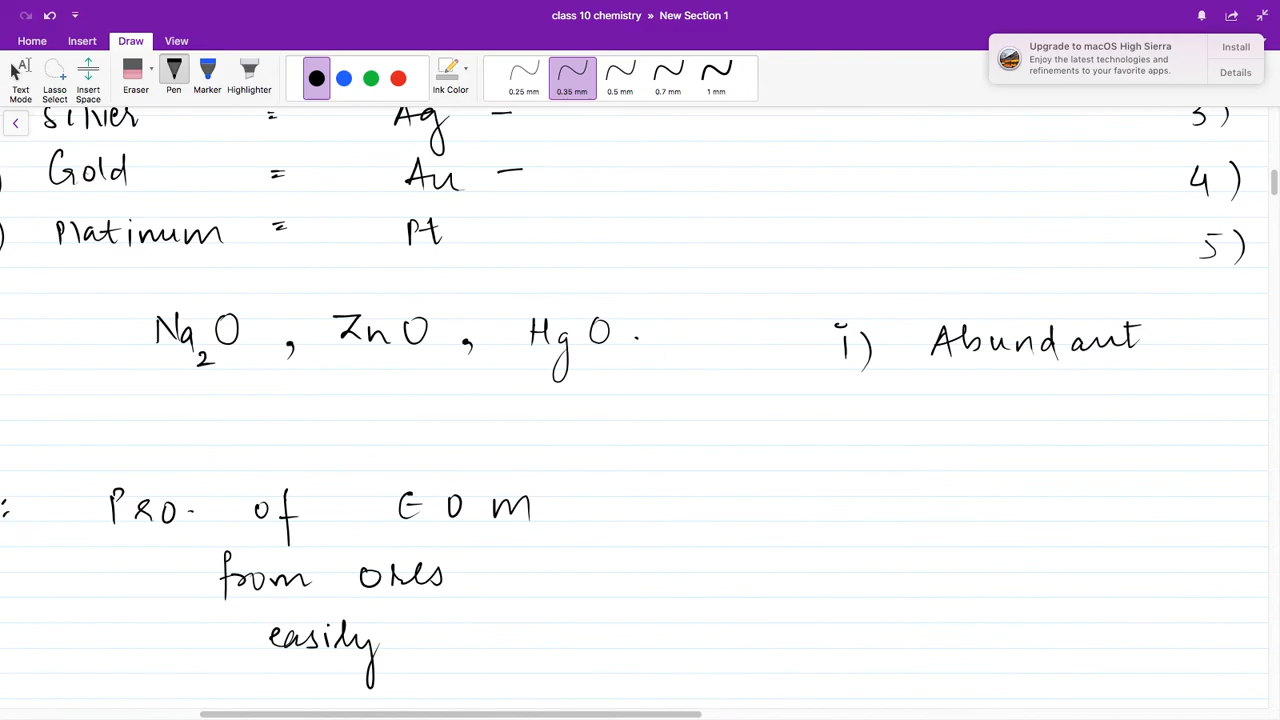 class 10 chemistry » New Section 1
Home Insert Draw View
Upgrade to macOS High Sierra
Enjoy the latest technologies and
refinements to your favorite apps.
Install
Details
Text Mode
Lasso Select
Insert Space
Eraser
Pen
Marker
Highlighter
Ink Color
0.25 mm
0.35 mm
0.5 mm
0.7 mm
1 mm
Silver = Ag - 3)
) Gold = Au - 4)
) Platinum = Pt 5)
Na2O , ZnO , HgO . i) Abundant
: Pro. of EOM
from ores
easily